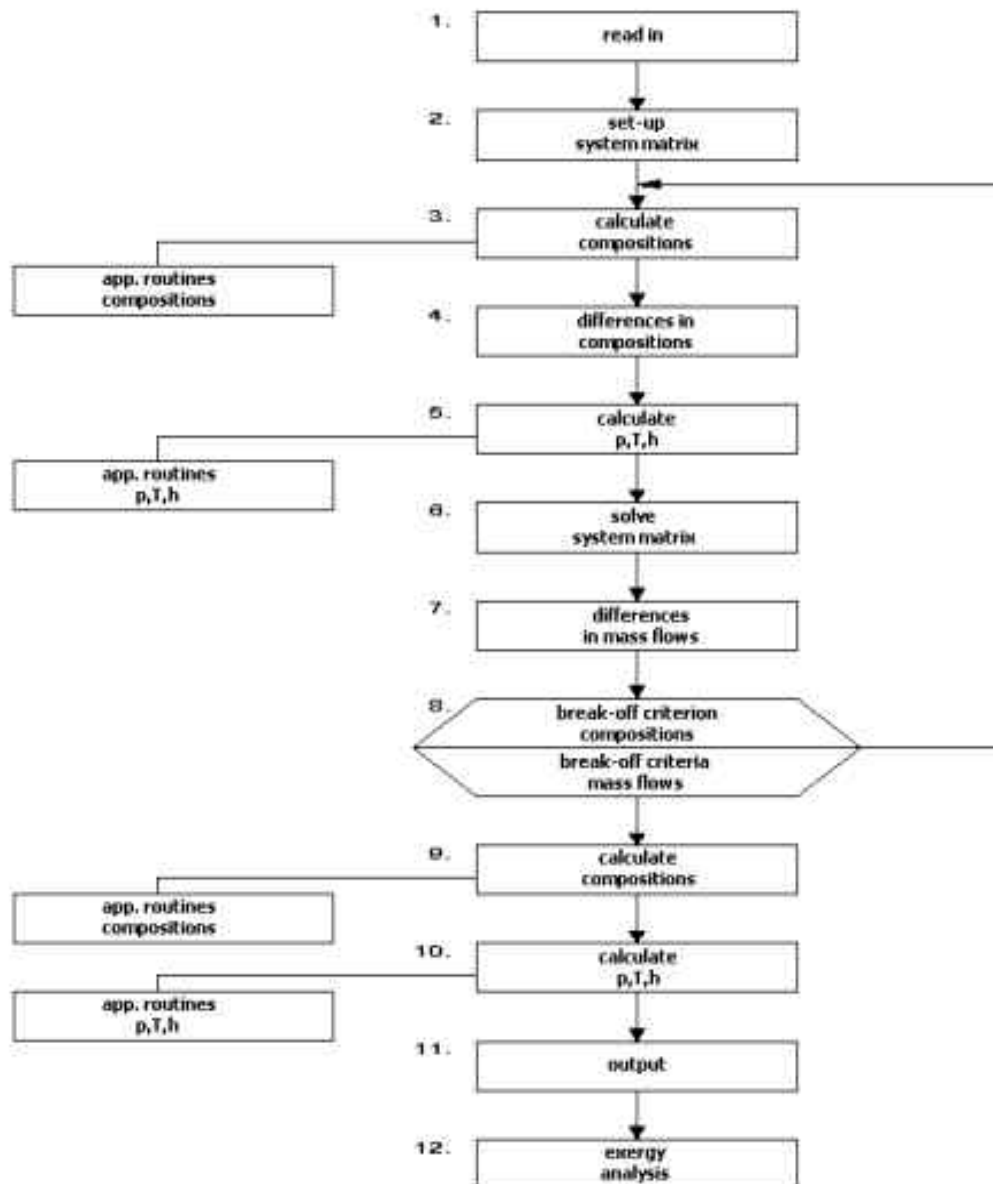 1.
read in
2.
set-up
system matrix
3.
calculate
compositions
app. routines
compositions
4.
differences in
compositions
5.
calculate
p,T,h
app. routines
p,T,h
6.
solve
system matrix
7.
differences
in mass flows
8.
break-off criterion
compositions
break-off criteria
mass flows
9.
calculate
compositions
app. routines
compositions
10.
calculate
p,T,h
app. routines
p,T,h
11.
output
12.
exergy
analysis